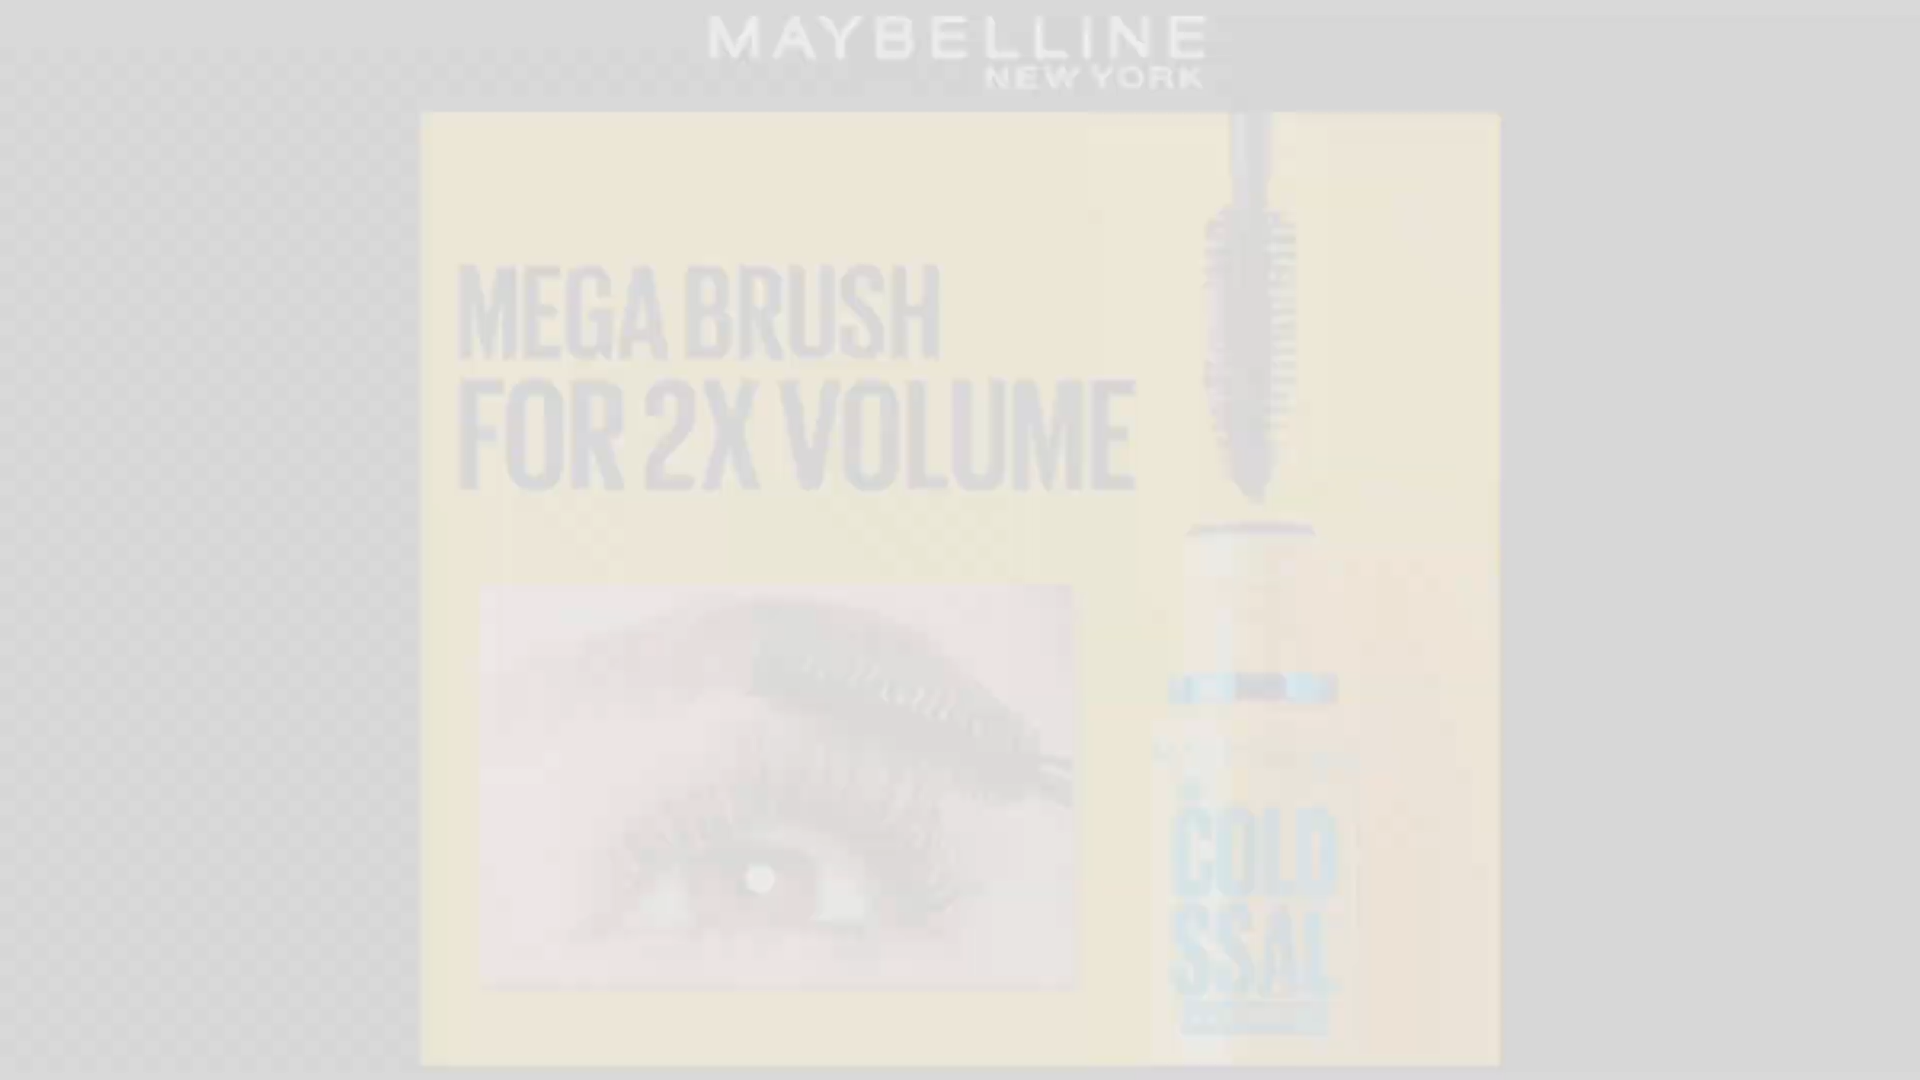 MAYBELLINE
NEW YORK
MEGA BRUSH
FOR 2X VOLUME
COLO
SSAL